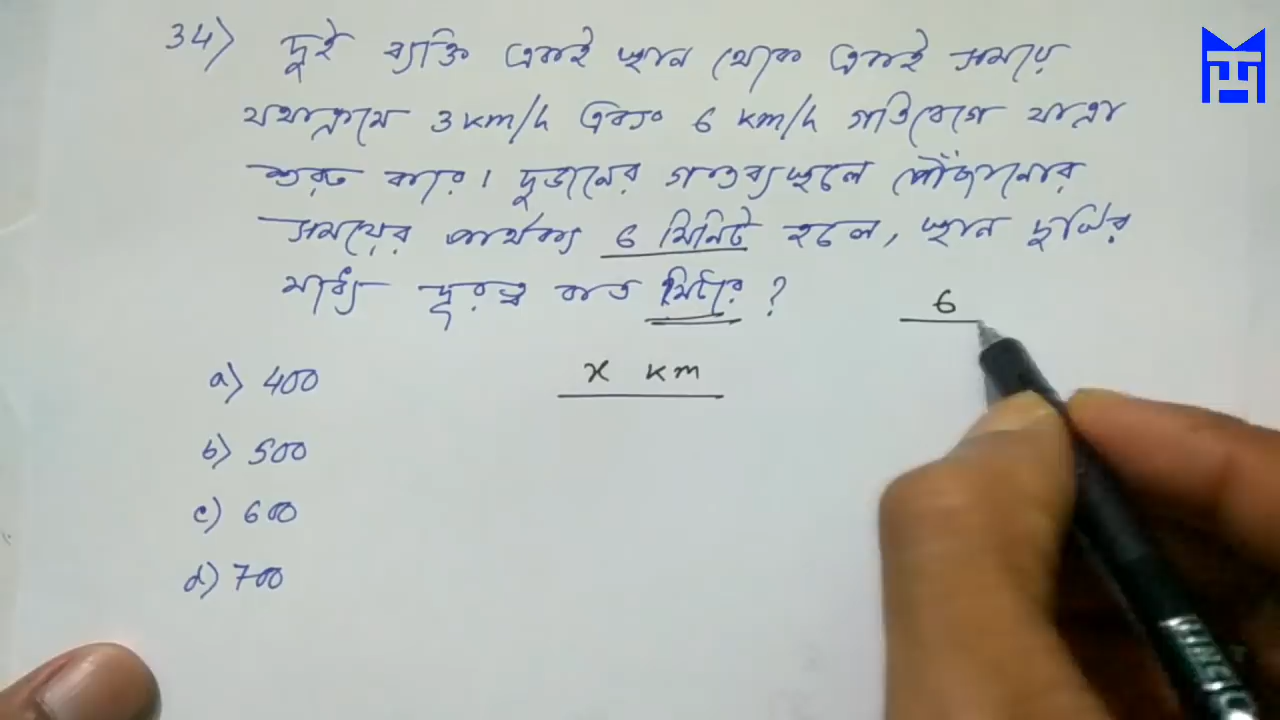 34) দুই ব্যক্তি একই স্থান থেকে একই সময়ে
যথাক্রমে 3 km/h এবং 6 km/h গতিবেগে যাত্রা
শুরু করে। দুজনের গন্তব্যস্থলে পৌঁছানোর
সময়ের পার্থক্য 6 মিনিট হলে, স্থান দুটির
মধ্যে দূরত্ব কত মিটার ?
6
x km
a) 400
b) 500
c) 600
d) 700